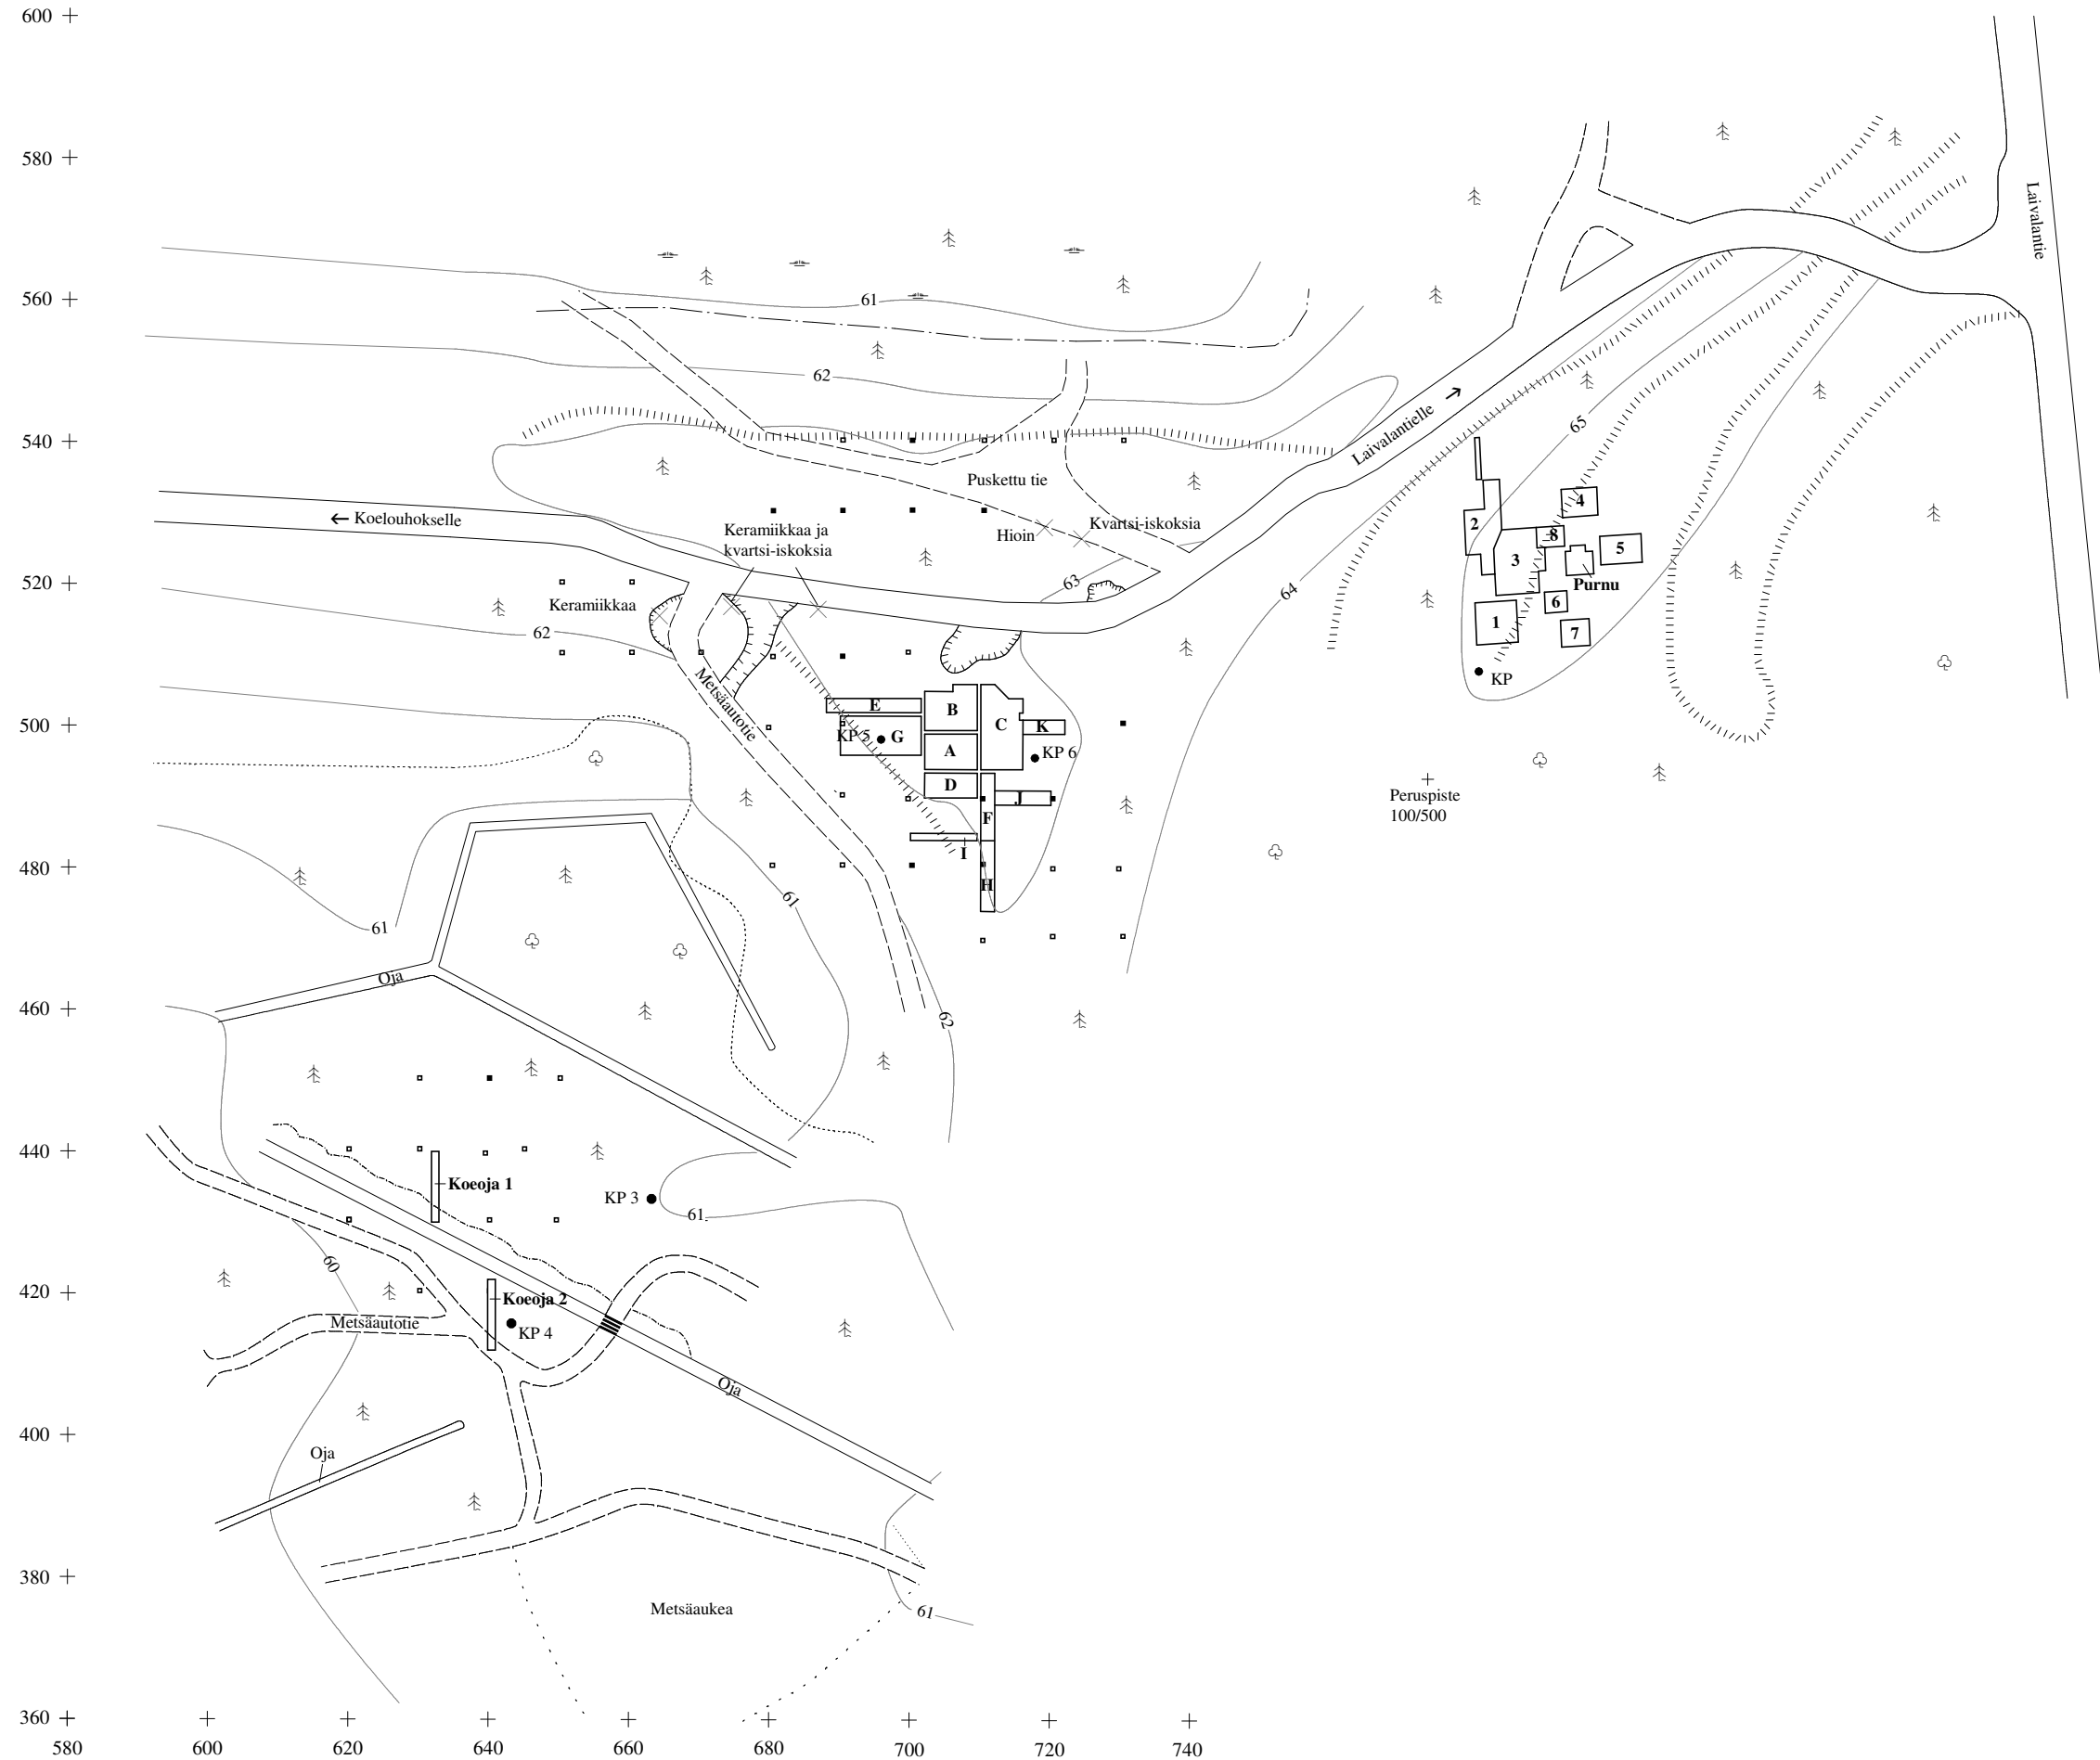 600
580
Laivalantie
560
61
62
Laivalantielle
65
540
Puskettu tie
4
Koelouhokselle
Keramiikkaa ja
kvartsi-iskoksia
Hioin
Kvartsi-iskoksia
2
8
5
3
520
63
64
Purnu
Keramiikkaa
6
62
1
7
Metsäautotie
KP
E
B
C
K
500
KP 5
G
A
KP 6
D
J
Peruspiste
100/500
F
I
480
H
61
61
Oja
460
62
440
Koeoja 1
KP 3
61
60
420
Koeoja 2
Metsäautotie
KP 4
Oja
400
Oja
380
Metsäaukea
61
360
580
600
620
640
660
680
700
720
740